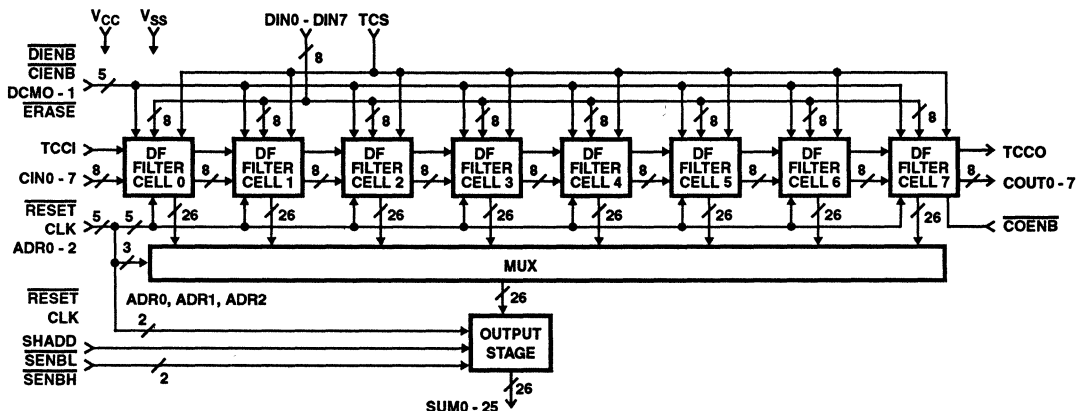 VCC
VSS
DIN0 - DIN7 TCS
DIENB
CIENB
DCMO - 1
ERASE
5
8
8 8 8 8 8 8 8 8
TCCI
CIN0 - 7
8
DF FILTER CELL 0
8
DF FILTER CELL 1
8
DF FILTER CELL 2
8
DF FILTER CELL 3
8
DF FILTER CELL 4
8
DF FILTER CELL 5
8
DF FILTER CELL 6
8
DF FILTER CELL 7
8
TCCO
COUT0 - 7
COENB
RESET
CLK
ADR0 - 2
5
5
3
26 26 26 26 26 26 26 26
MUX
ADR0, ADR1, ADR2
26
RESET
CLK
2
SHADD
SENBL
SENBH
2
OUTPUT
STAGE
26
SUM0 - 25